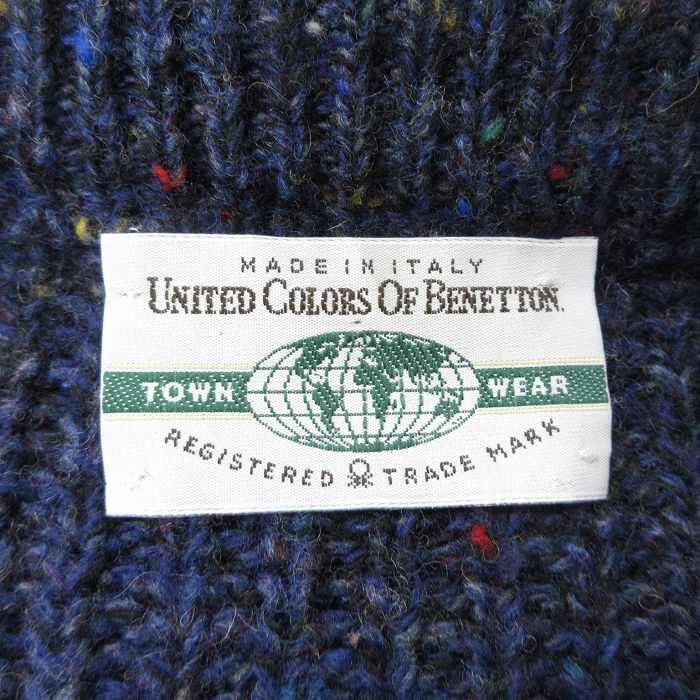 MADE IN ITALY
UNITED COLORS OF BENETTON.
TOWN WEAR
REGISTERED TRADE MARK